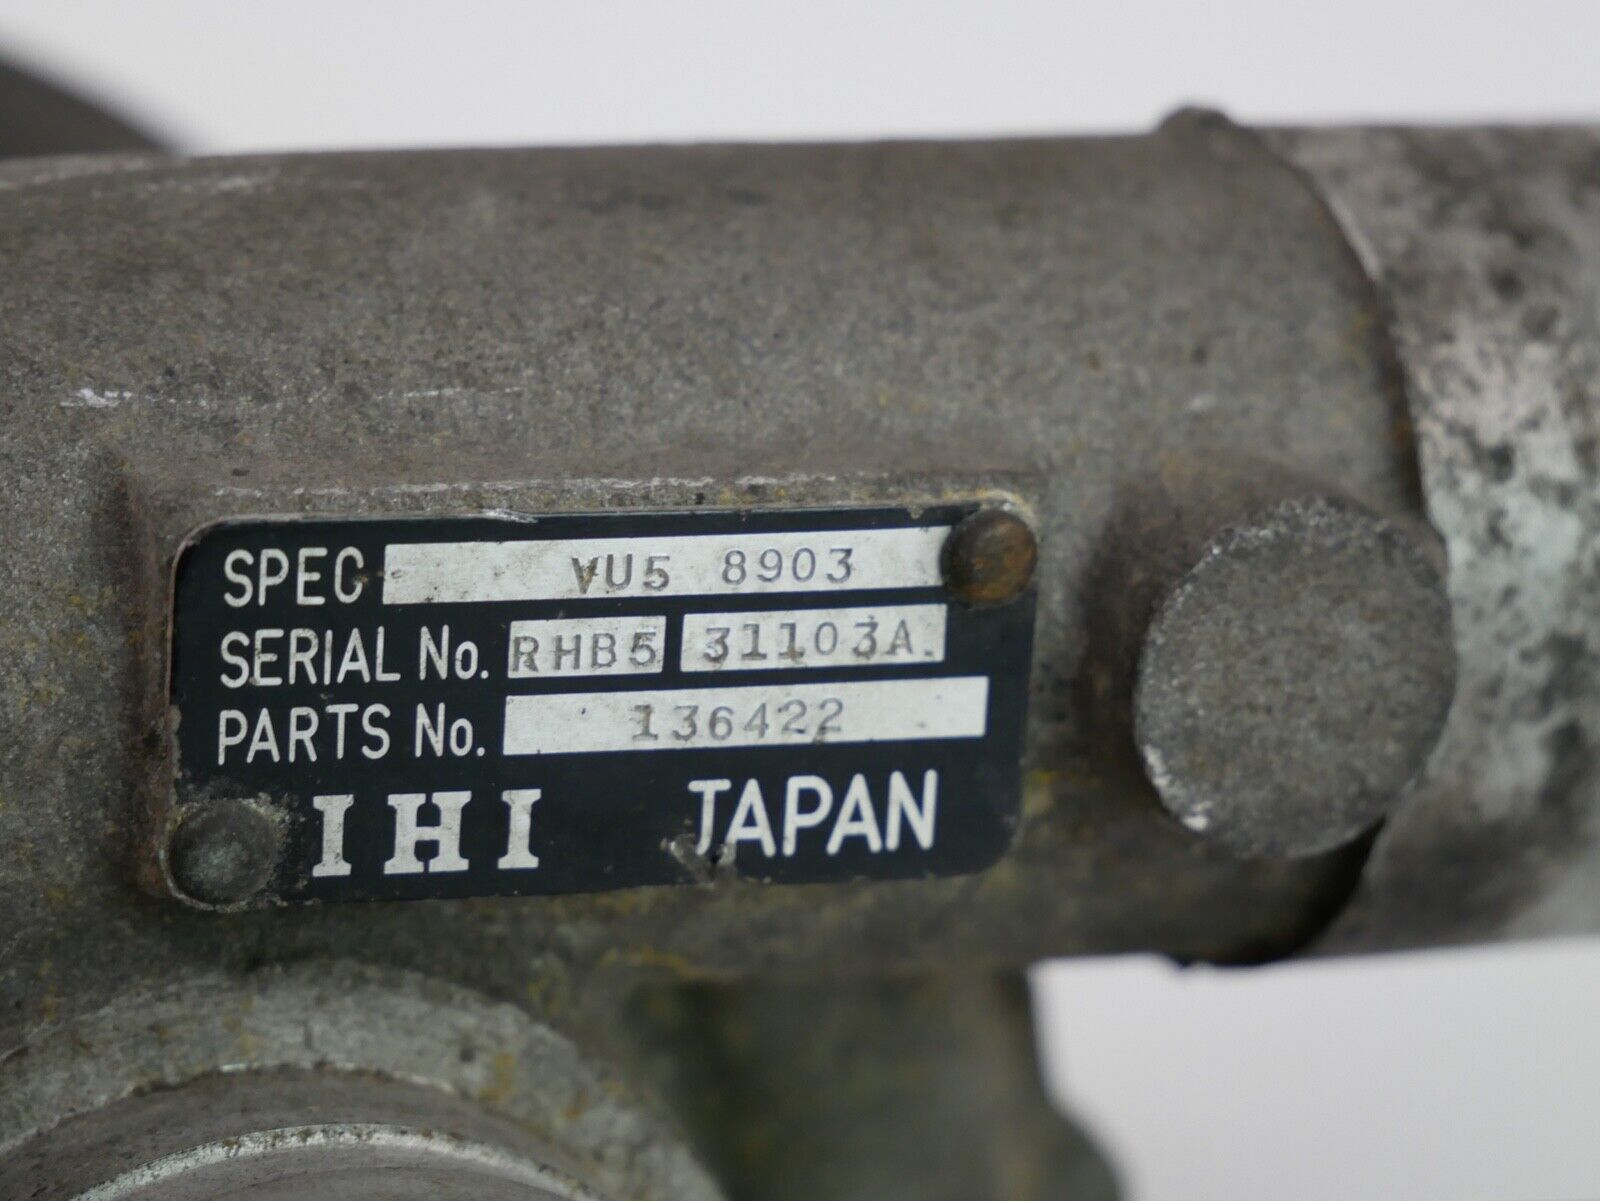 SPEC VU5 8903
SERIAL No. RHB5 31103A.
PARTS No. 136422
IHI JAPAN